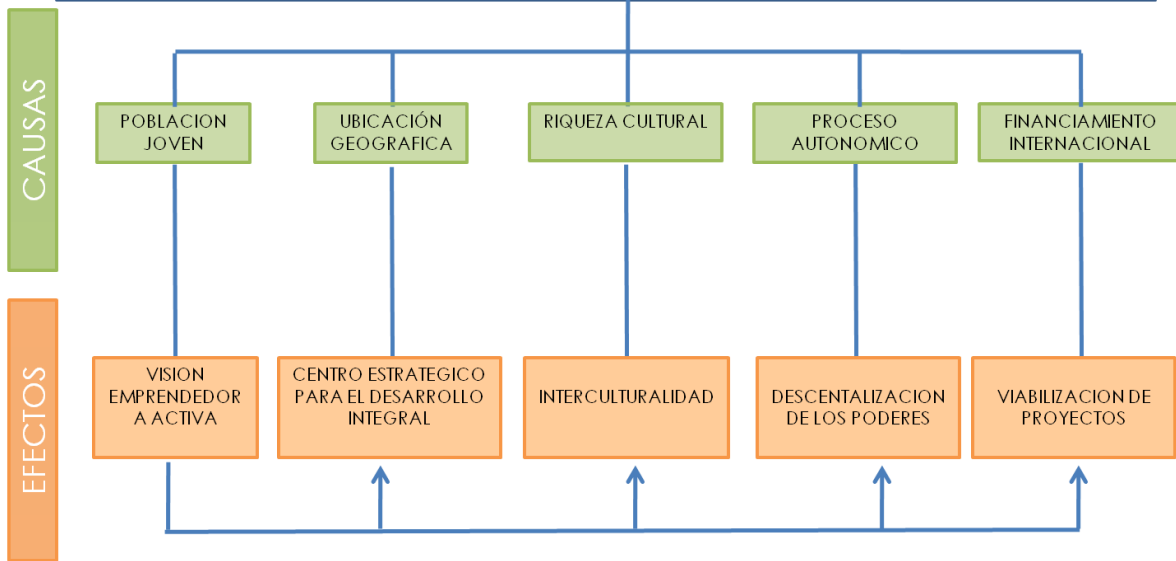 CAUSAS
POBLACION
JOVEN
UBICACIÓN
GEOGRAFICA
RIQUEZA CULTURAL
PROCESO
AUTONOMICO
FINANCIAMIENTO
INTERNACIONAL
EFECTOS
VISION
EMPRENDEDOR
A ACTIVA
CENTRO ESTRATEGICO
PARA EL DESARROLLO
INTEGRAL
INTERCULTURALIDAD
DESCENTALIZACION
DE LOS PODERES
VIABILIZACION DE
PROYECTOS